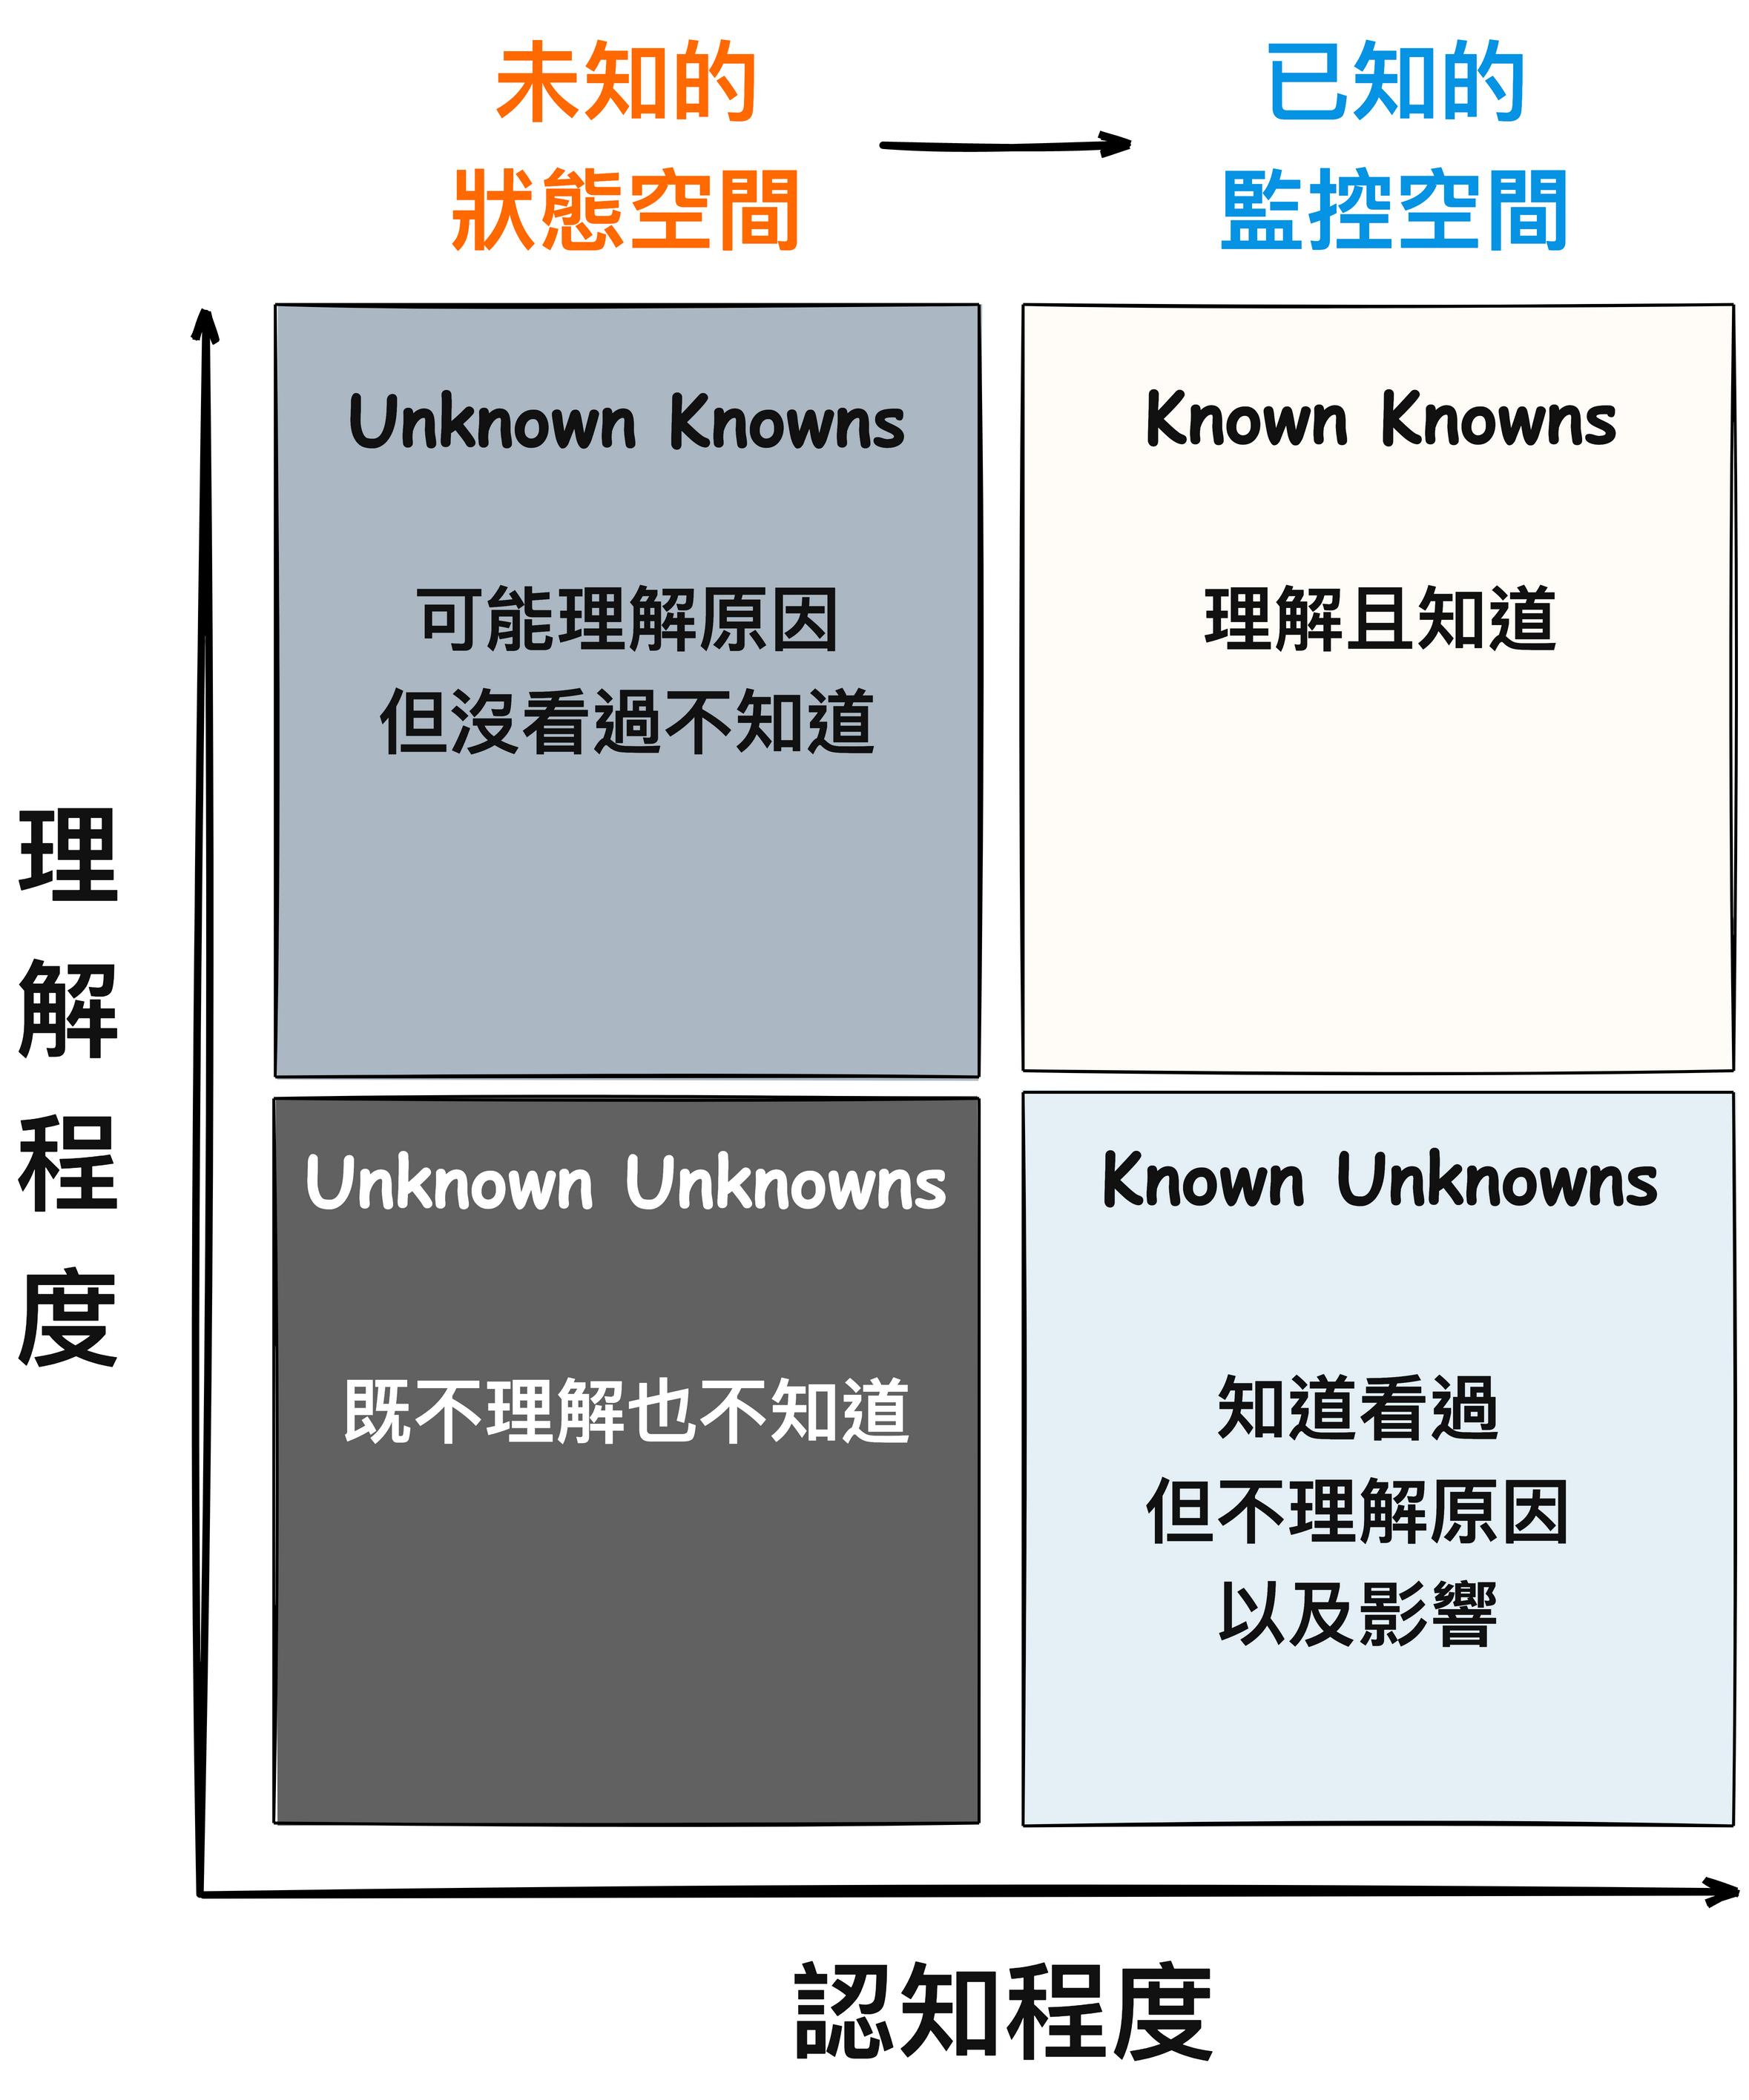 未知的
狀態空間
已知的
監控空間
Unknown Knowns
可能理解原因
但沒看過不知道
Known Knowns
理解且知道
理解程度
Unknown Unknowns
既不理解也不知道
Known Unknowns
知道看過
但不理解原因
以及影響
認知程度